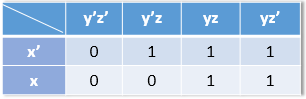 y’z’ y’z yz yz’
x’ 0 1 1 1
x 0 0 1 1